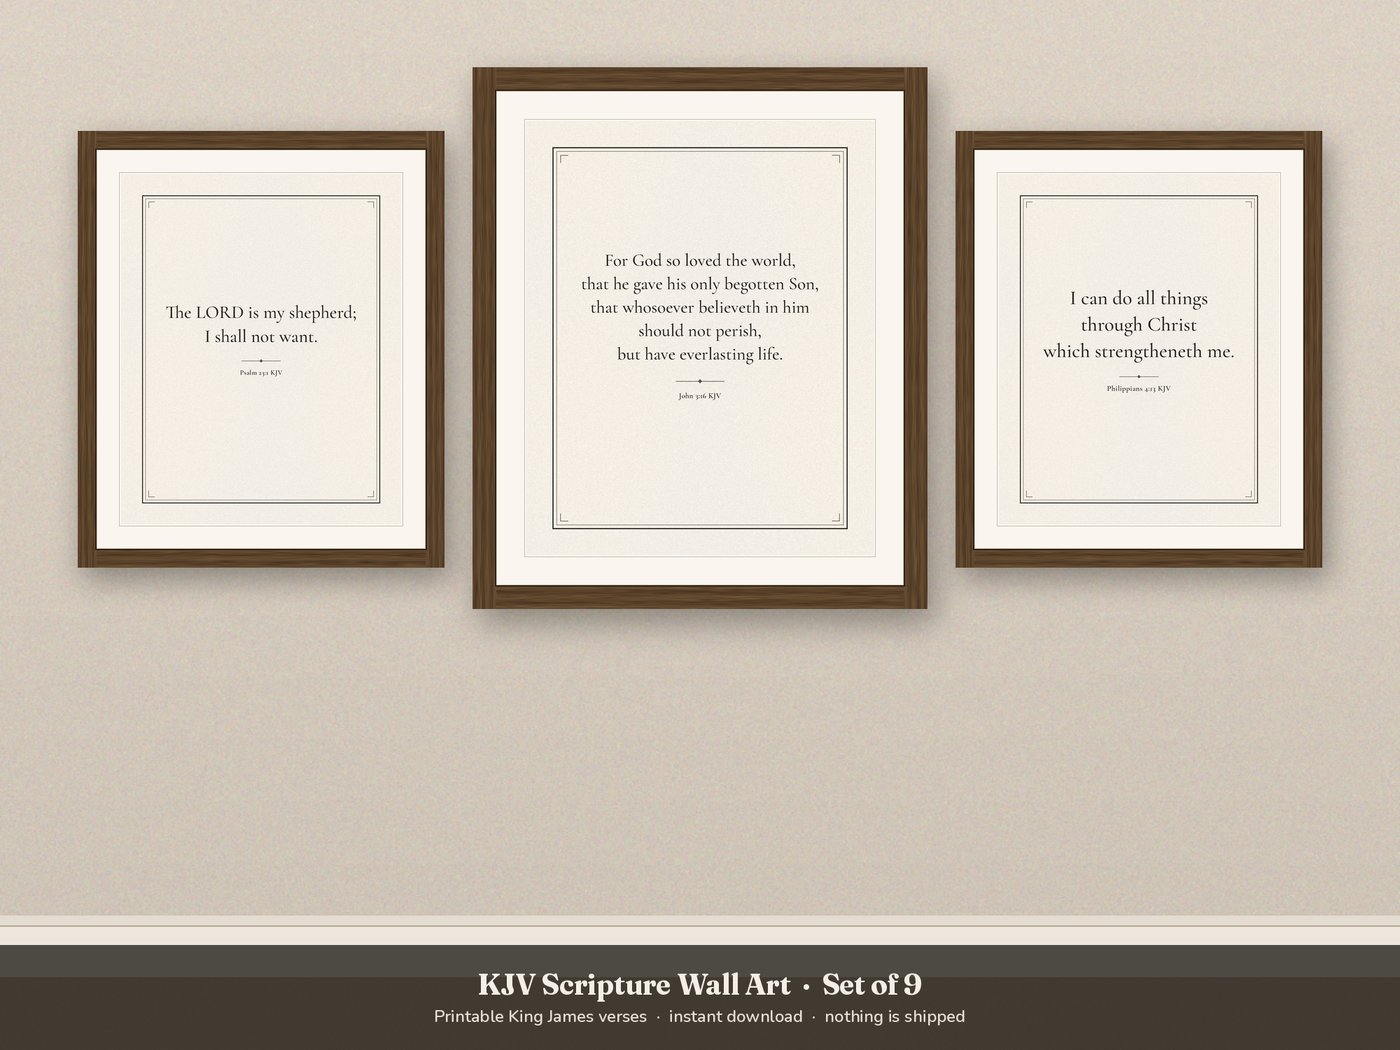 The LORD is my shepherd;
I shall not want.
Psalm 23:1 KJV
For God so loved the world,
that he gave his only begotten Son,
that whosoever believeth in him
should not perish,
but have everlasting life.
John 3:16 KJV
I can do all things
through Christ
which strengtheneth me.
Philippians 4:13 KJV
KJV Scripture Wall Art · Set of 9
Printable King James verses · instant download · nothing is shipped